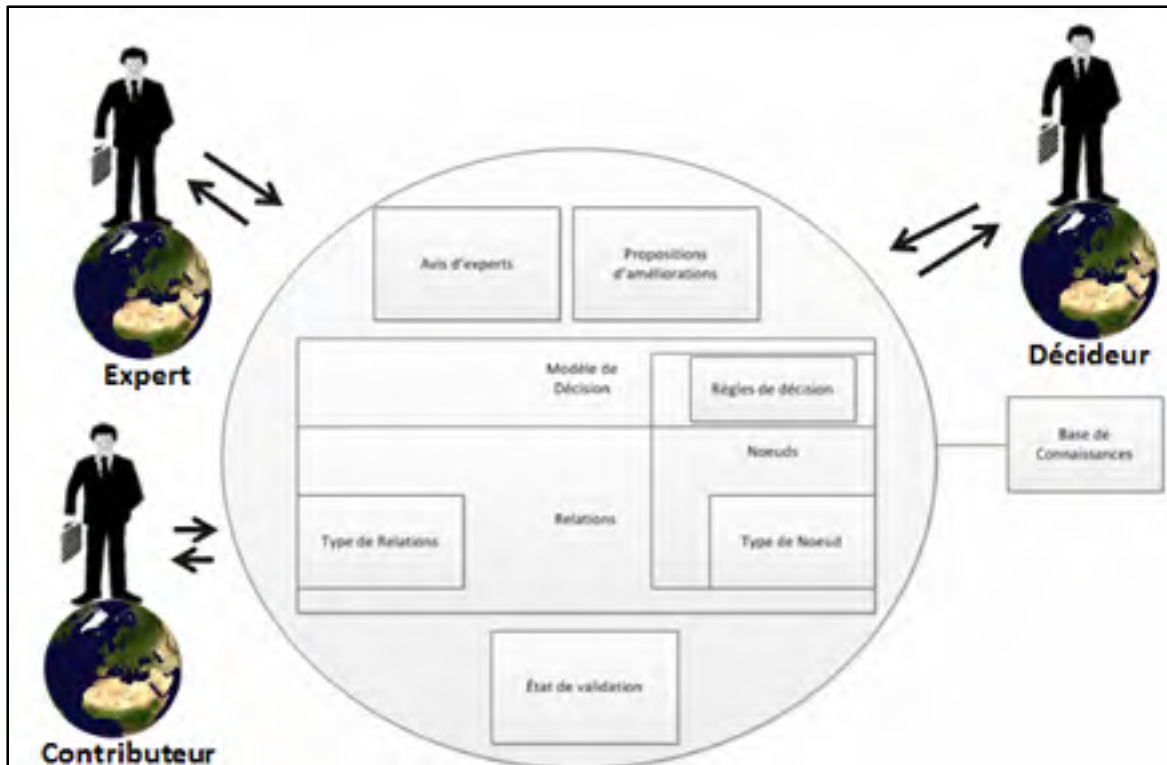 Avis d'experts
Propositions
d'améliorations
Expert
Décideur
Modèle de
Décision
Règles de décision
Base de
Connaissances
Noeuds
Relations
Type de Relations
Type de Noeud
État de validation
Contributeur